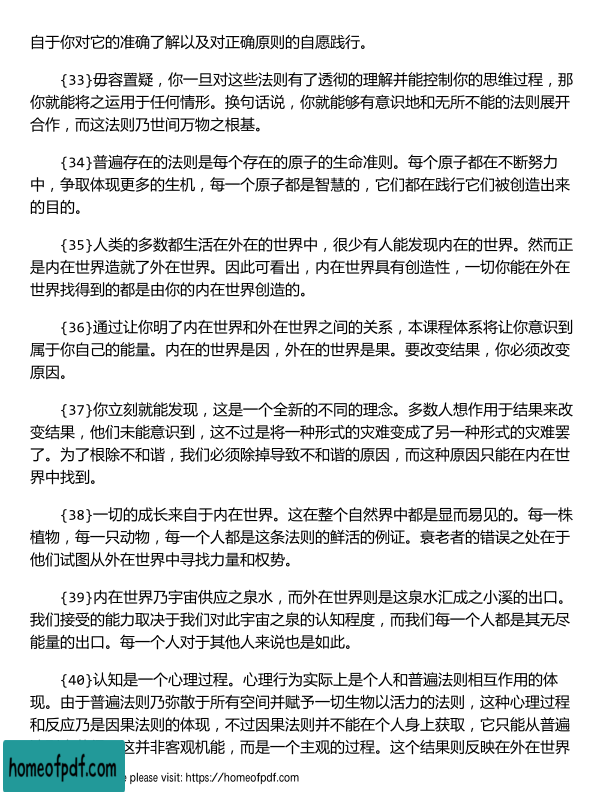 自于你对它的准确了解以及对正确原则的自愿践行。
{33}毋容置疑，你一旦对这些法则有了透彻的理解并能控制你的思维过程，那
你就能将之运用于任何情形。换句话说，你就能够有意识地和无所不能的法则展开
合作，而这法则乃世间万物之根基。
{34}普遍存在的法则是每个存在的原子的生命准则。每个原子都在不断努力
中，争取体现更多的生机，每一个原子都是智慧的，它们都在践行它们被创造出来
的目的。
{35}人类的多数都生活在外在的世界中，很少有人能发现内在的世界。然而正
是内在世界造就了外在世界。因此可看出，内在世界具有创造性，一切你能在外在
世界找得到的都是由你的内在世界创造的。
{36}通过让你明了内在世界和外在世界之间的关系，本课程体系将让你意识到
属于你自己的能量。内在的世界是因，外在的世界是果。要改变结果，你必须改变
原因。
{37}你立刻就能发现，这是一个全新的不同的理念。多数人想作用于结果来改
变结果，他们未能意识到，这不过是将一种形式的灾难变成了另一种形式的灾难罢
了。为了根除不和谐，我们必须除掉导致不和谐的原因，而这种原因只能在内在世
界中找到。
{38}一切的成长来自于内在世界。这在整个自然界中都是显而易见的。每一株
植物，每一只动物，每一个人都是这条法则的鲜活的例证。衰老者的错误之处在于
他们试图从外在世界中寻找力量和权势。
{39}内在世界乃宇宙供应之泉水，而外在世界则是这泉水汇成之小溪的出口。
我们接受的能力取决于我们对此宇宙之泉的认知程度，而我们每一个人都是其无尽
能量的出口。每一个人对于其他人来说也是如此。
{40}认知是一个心理过程。心理行为实际上是个人和普遍法则相互作用的体
现。由于普遍法则乃弥散于所有空间并赋予一切生物以活力的法则，这种心理过程
和反应乃是因果法则的体现，不过因果法则并不能在个人身上获取，它只能从普遍
这并非客观机能，而是一个主观的过程。这个结果则反映在外在世界
homeofpdf.com
please visit: https://homeofpdf.com